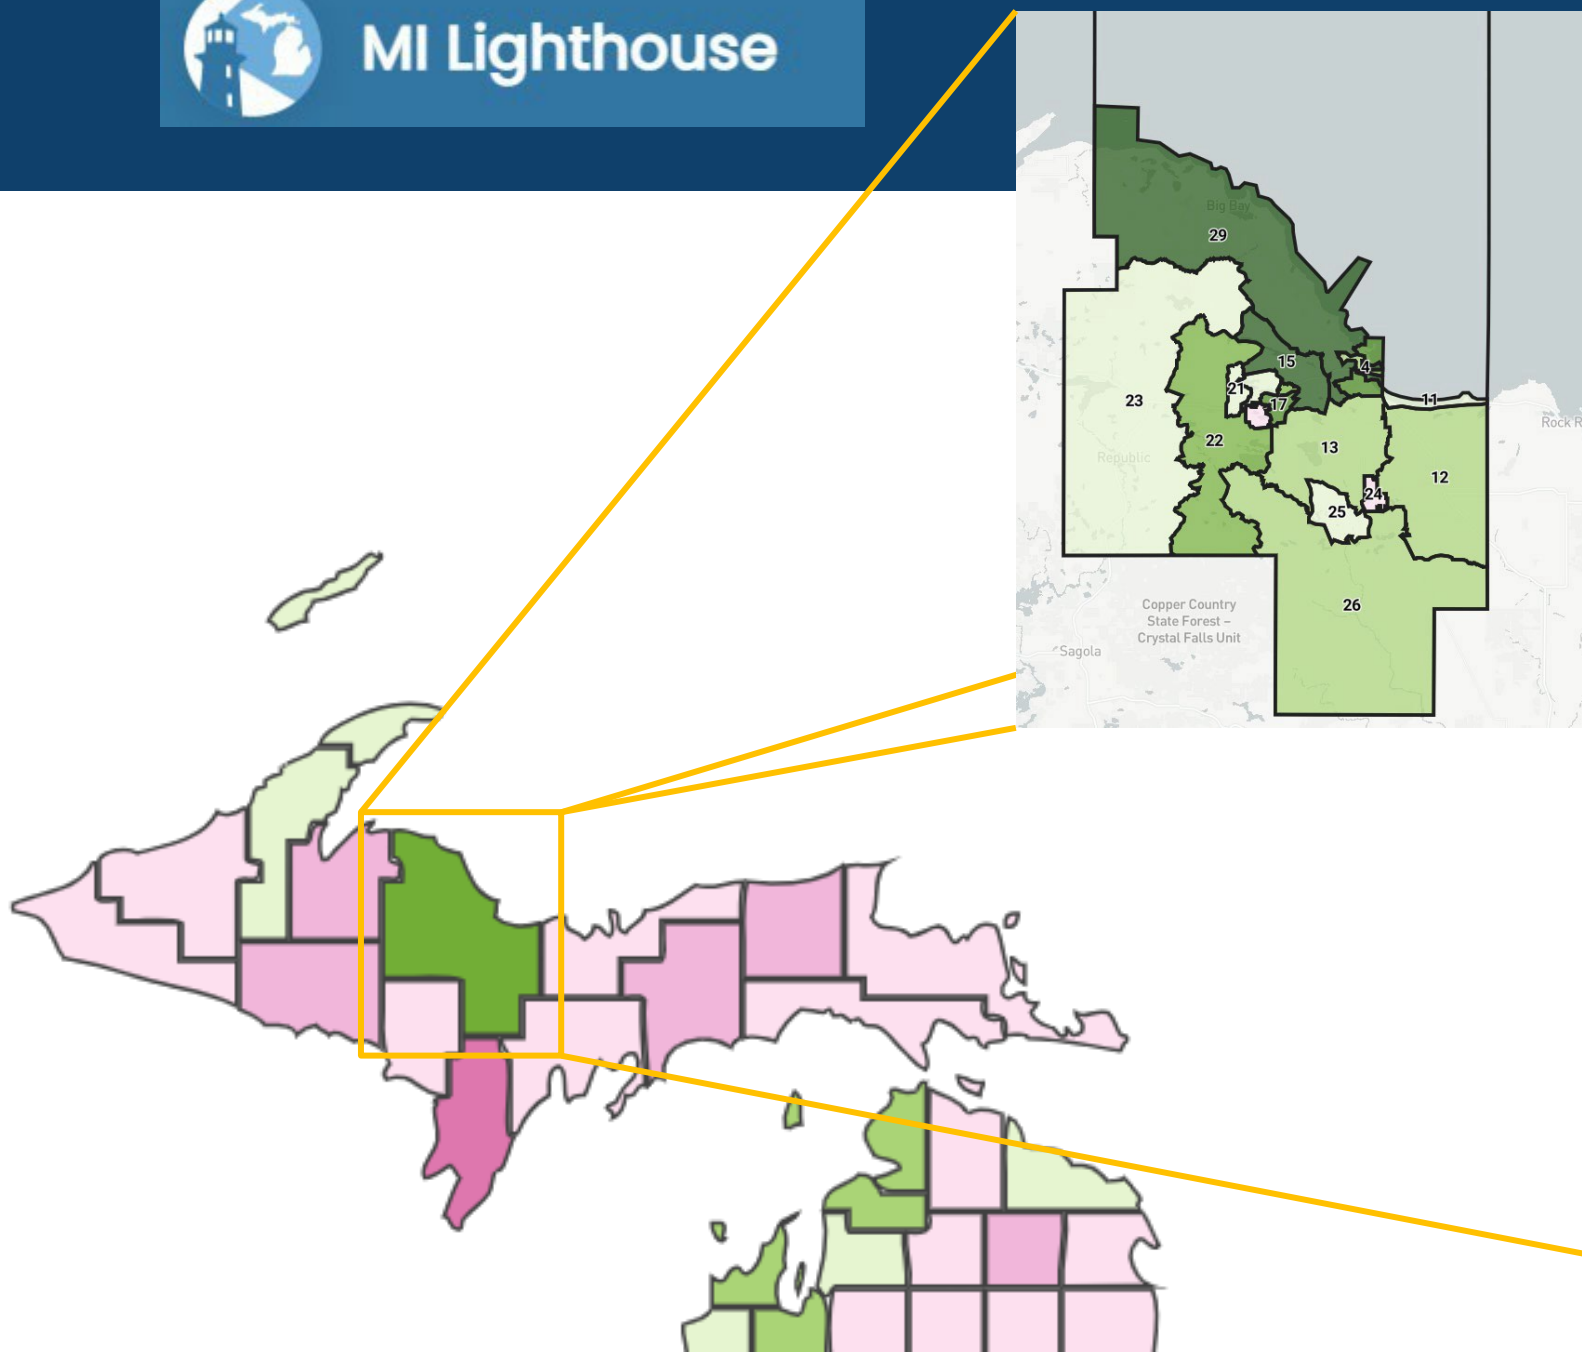 MI Lighthouse
Big Bay
29
15
4
21
17
23
11
22
13
Rock R
Republic
12
24
25
26
Copper Country
State Forest –
Crystal Falls Unit
Sagola